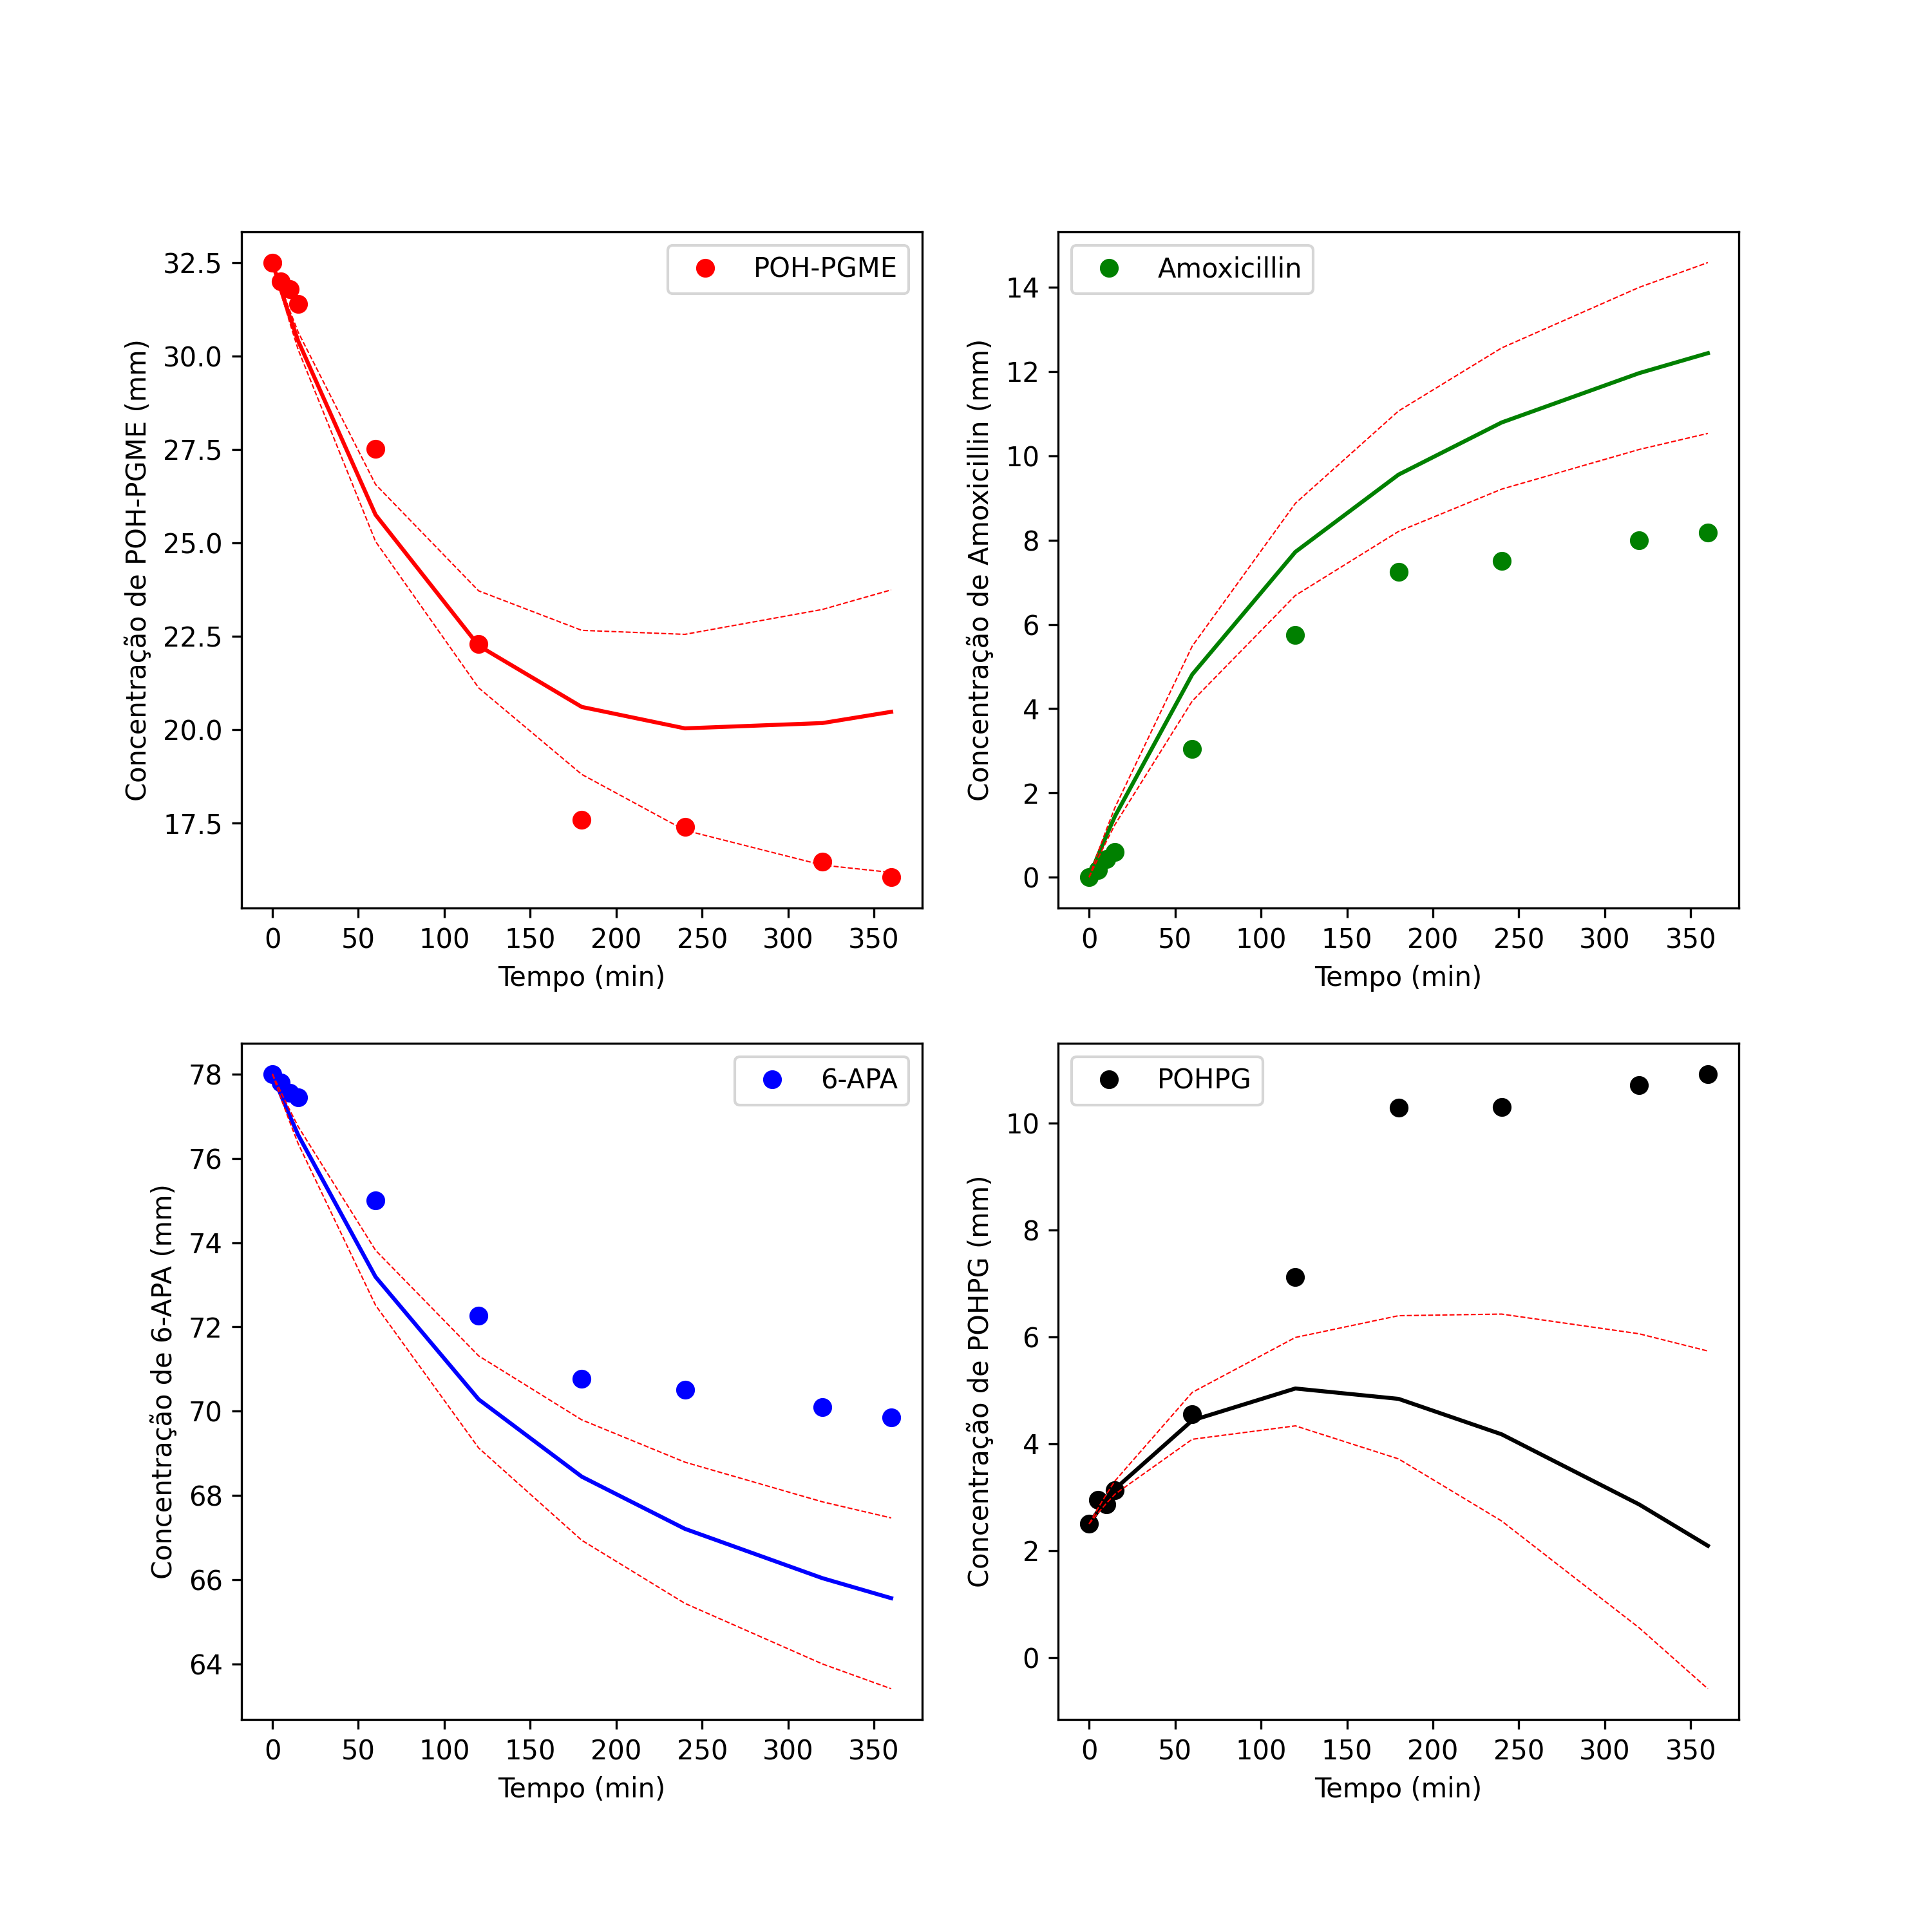 POH-PGME
Concentração de POH-PGME (mm)
32.5
30.0
27.5
25.0
22.5
20.0
17.5
0 50 100 150 200 250 300 350
Tempo (min)
Amoxicillin
Concentração de Amoxicillin (mm)
14
12
10
8
6
4
2
0
0 50 100 150 200 250 300 350
Tempo (min)
6-APA
Concentração de 6-APA (mm)
78
76
74
72
70
68
66
64
0 50 100 150 200 250 300 350
Tempo (min)
POHPG
Concentração de POHPG (mm)
10
8
6
4
2
0
0 50 100 150 200 250 300 350
Tempo (min)